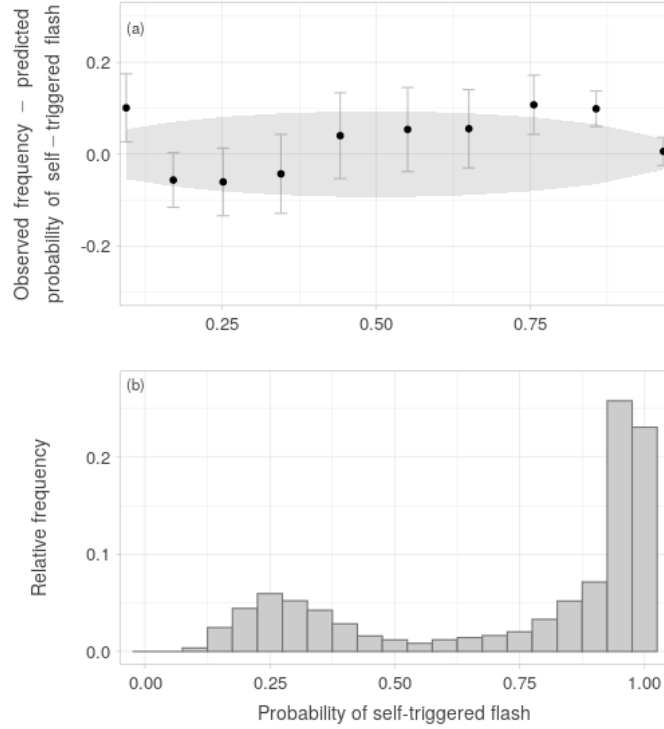 (a)
Observed frequency – predicted
probability of self – triggered flash
0.2
0.0
-0.2
0.25 0.50 0.75
(b)
Relative frequency
0.2
0.1
0.0
0.00 0.25 0.50 0.75 1.00
Probability of self-triggered flash